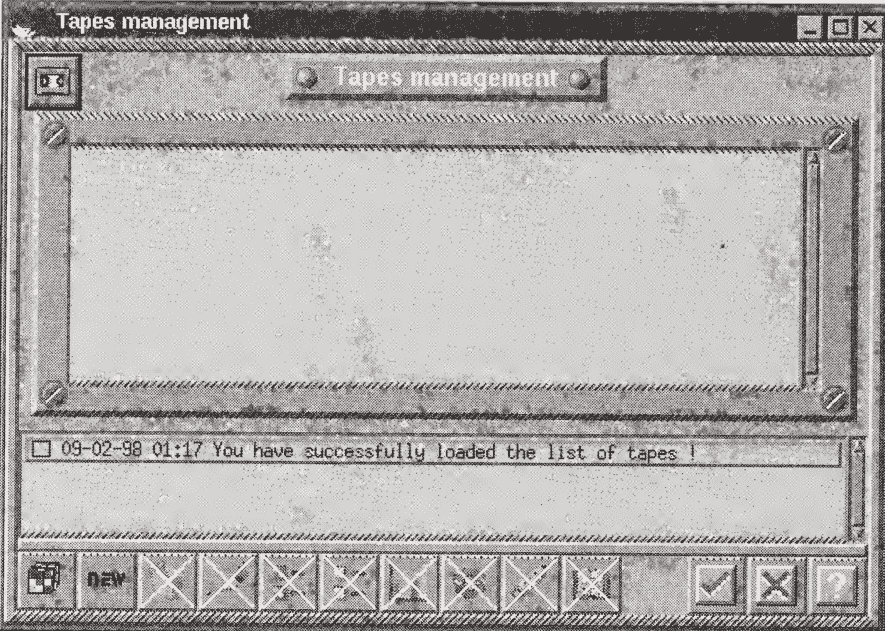 Tapes management
Tapes management
09-02-98 01:17 You have successfully loaded the list of tapes !
NEW
?